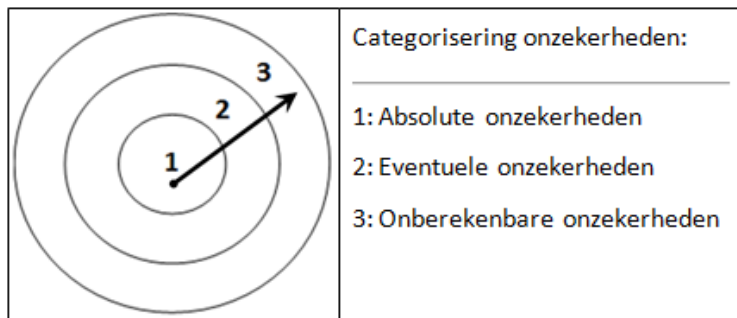 3
2
1
Categorisering onzekerheden:
1: Absolute onzekerheden
2: Eventuele onzekerheden
3: Onberekenbare onzekerheden